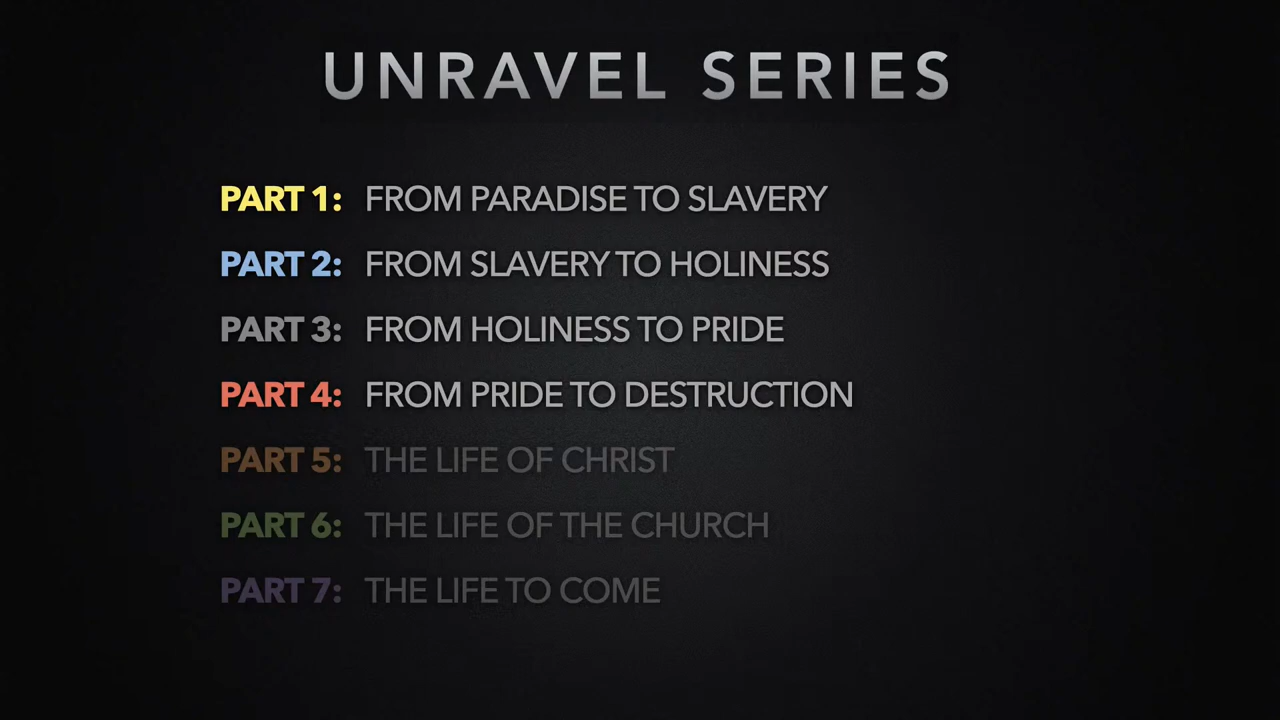 UNRAVEL SERIES
PART 1: FROM PARADISE TO SLAVERY
PART 2: FROM SLAVERY TO HOLINESS
PART 3: FROM HOLINESS TO PRIDE
PART 4: FROM PRIDE TO DESTRUCTION
PART 5: THE LIFE OF CHRIST
PART 6: THE LIFE OF THE CHURCH
PART 7: THE LIFE TO COME